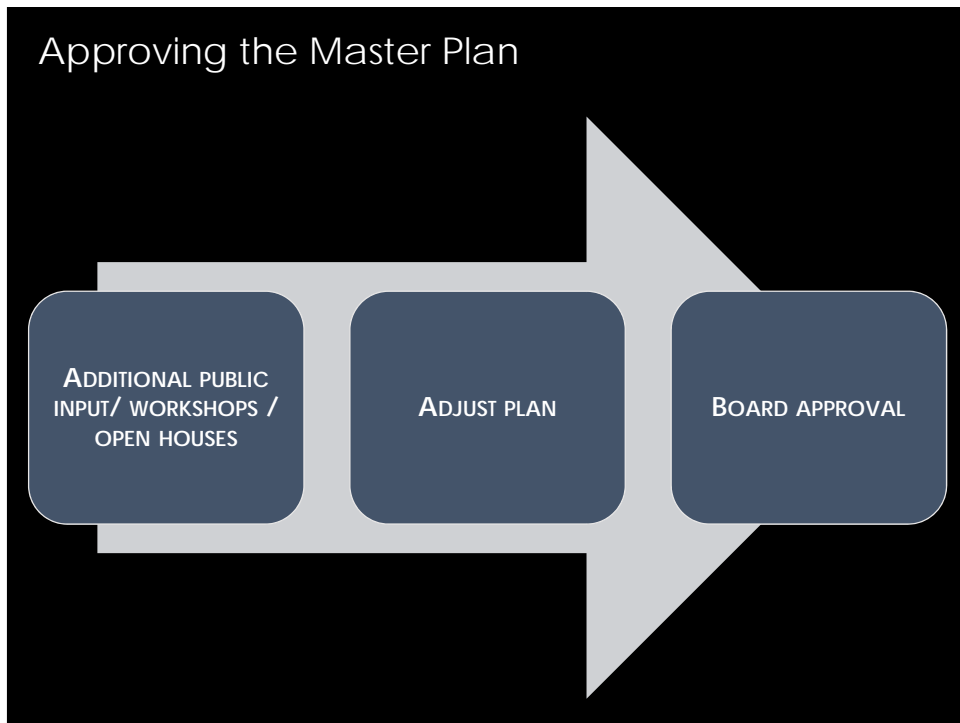 Approving the Master Plan
ADDITIONAL PUBLIC
INPUT/ WORKSHOPS /
OPEN HOUSES
ADJUST PLAN
BOARD APPROVAL